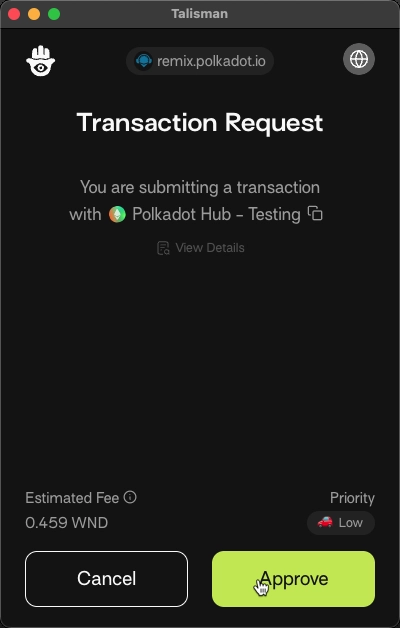 Talisman
remix.polkadot.io
Transaction Request
You are submitting a transaction
with Polkadot Hub - Testing
View Details
Estimated Fee
Priority
0.459 WND
Low
Cancel
Approve